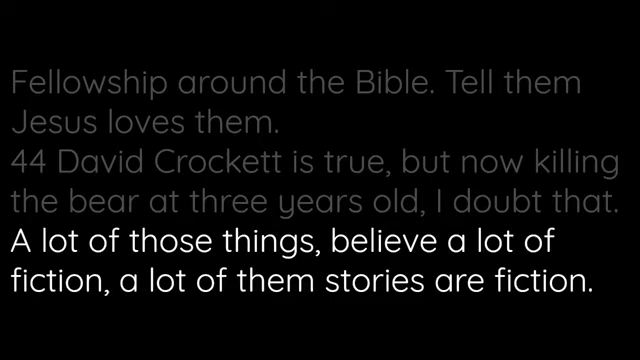 Fellowship around the Bible. Tell them
Jesus loves them.
44 David Crockett is true, but now killing
the bear at three years old, I doubt that.
A lot of those things, believe a lot of
fiction, a lot of them stories are fiction.